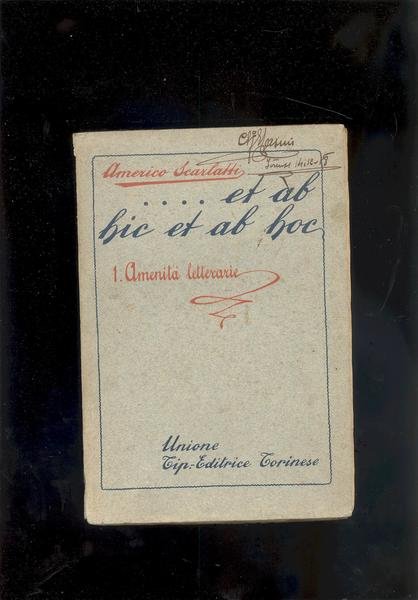 Americo Scarlatti
.... et ab
hic et ab hoc
1. Amenità letterarie
Unione
Tip.-Editrice Torinese